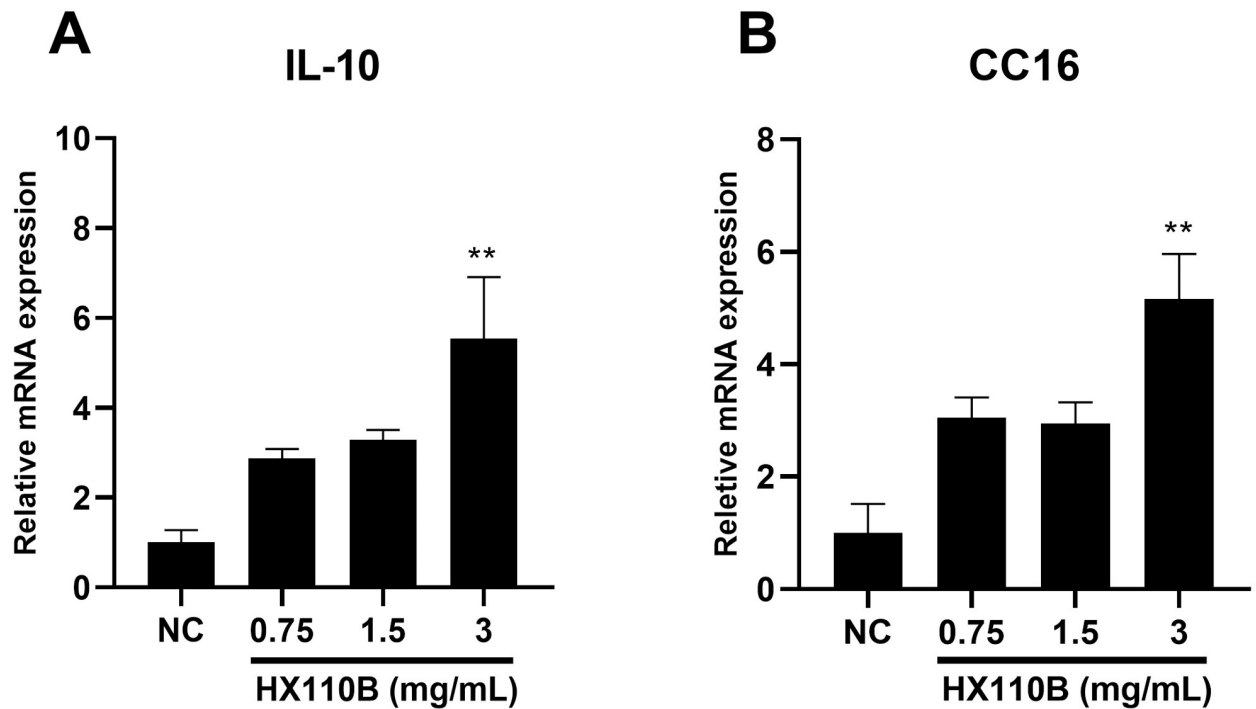 A
IL-10
Relative mRNA expression
10
8
6
4
2
0
**
NC 0.75 1.5 3
HX110B (mg/mL)
B
CC16
Reletive mRNA expression
8
6
4
2
0
**
NC 0.75 1.5 3
HX110B (mg/mL)